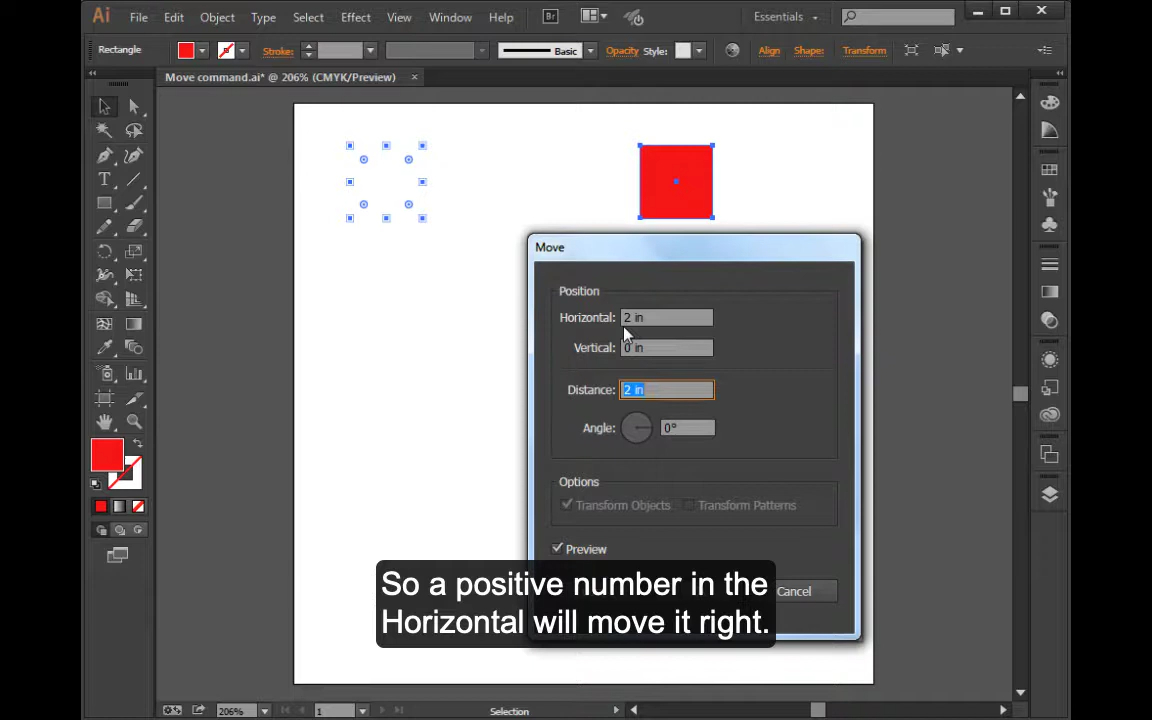 Ai File Edit Object Type Select Effect View Window Help Br Essentials
Rectangle Stroke: Basic Opacity Style: Align Shape: Transform
Move command.ai* @ 206% (CMYK/Preview) ×
Move
Position
Horizontal: 2 in
Vertical: 0 in
Distance: 2 in
Angle: 0°
Options
Transform Objects Transform Patterns
Preview
Cancel
So a positive number in the
Horizontal will move it right.
206% 1 Selection